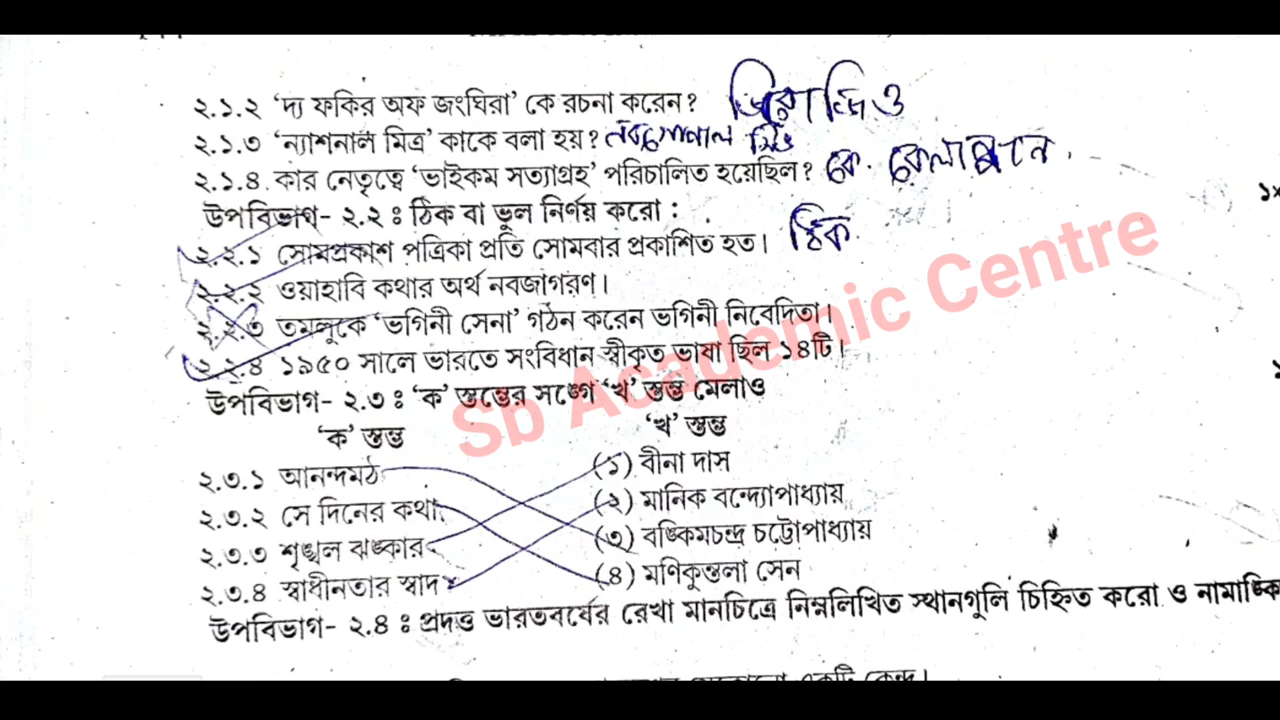 ২.১.২ ‘দ্য ফকির অফ জংঘিরা’ কে রচনা করেন? ডিরোজিও
২.১.৩ ‘ন্যাশনাল মিত্র’ কাকে বলা হয়? নবগোপাল মিত্র
২.১.৪. কার নেতৃত্বে ‘ভাইকম সত্যাগ্রহ’ পরিচালিত হয়েছিল? কে. কেলাপ্পান.
উপবিভাগ- ২.২ ঃ ঠিক বা ভুল নির্ণয় করো :
২.২.১ সোমপ্রকাশ পত্রিকা প্রতি সোমবার প্রকাশিত হত। ঠিক.
২.২.২ ওয়াহাবি কথার অর্থ নবজাগরণ।
২.২.৩ তমলুকে ‘ভগিনী সেনা’ গঠন করেন ভগিনী নিবেদিতা।
২.২.৪ ১৯৫০ সালে ভারতে সংবিধান স্বীকৃত ভাষা ছিল ১৪টি।
উপবিভাগ- ২.৩ ঃ ‘ক’ স্তম্ভের সঙ্গে ‘খ’ স্তম্ভ মেলাও
‘ক’ স্তম্ভ ‘খ’ স্তম্ভ
২.৩.১ আনন্দমঠ (১) বীনা দাস
২.৩.২ সে দিনের কথা (২) মানিক বন্দ্যোপাধ্যায়
২.৩.৩ শৃঙ্খল ঝঙ্কার (৩) বঙ্কিমচন্দ্র চট্টোপাধ্যায়
২.৩.৪ স্বাধীনতার স্বাদ (৪) মণিকুন্তলা সেন
উপবিভাগ- ২.৪ ঃ প্রদত্ত ভারতবর্ষের রেখা মানচিত্রে নিম্নলিখিত স্থানগুলি চিহ্নিত করো ও নামাঙ্কি
একটি কেন্দ্র।
Sb Academic Centre